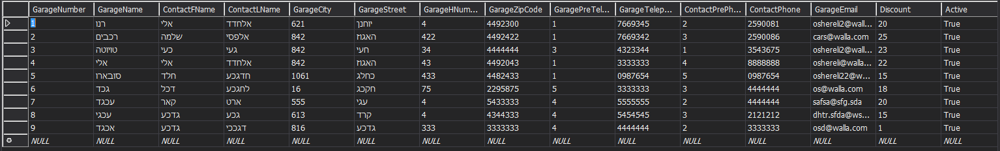 GarageNumber GarageName ContactFName ContactLName GarageCity GarageStreet GarageHNum... GarageZipCode GaragePreTel... GarageTelep... ContactPrePh... ContactPhone GarageEmail Discount Active
1 רנו אלי אלחדד 621 יוחנן 4 4492300 1 7669345 2 2590081 oshereli2@wall... 20 True
2 רכבים שלמה אלפסי 842 האגוז 422 4492422 1 7669342 3 2590086 cars@walla.com 25 True
3 טויוטה כעי געי 842 חעי 34 4444444 3 4323344 1 3543675 oshereli2@wall... 23 True
4 אלי אלי אלחדד 842 האגוז 43 4492043 1 3333333 4 8888888 oshereli@walla... 22 True
5 סובארו חלד חדגכע 1061 כחלג 433 4482433 1 0987654 5 0987654 oshereli22@w... 15 True
6 גכד דכל לחגכע 16 חקכג 75 2295875 5 3333333 3 4444444 os@walla.com 18 True
7 עכגד קאר ארט 555 עגי 4 5433333 4 5555555 2 4444444 safsa@sfg.sda 20 True
8 עכגי גדכע גכע 613 קרד 4 4344333 4 5454545 3 2121212 dhtr.sfda@ws... 15 True
9 אכגד גדכע דגככי 816 גדכע 333 3333333 4 4444444 2 3333333 osd@walla.com 1 True
NULL NULL NULL NULL NULL NULL NULL NULL NULL NULL NULL NULL NULL NULL NULL